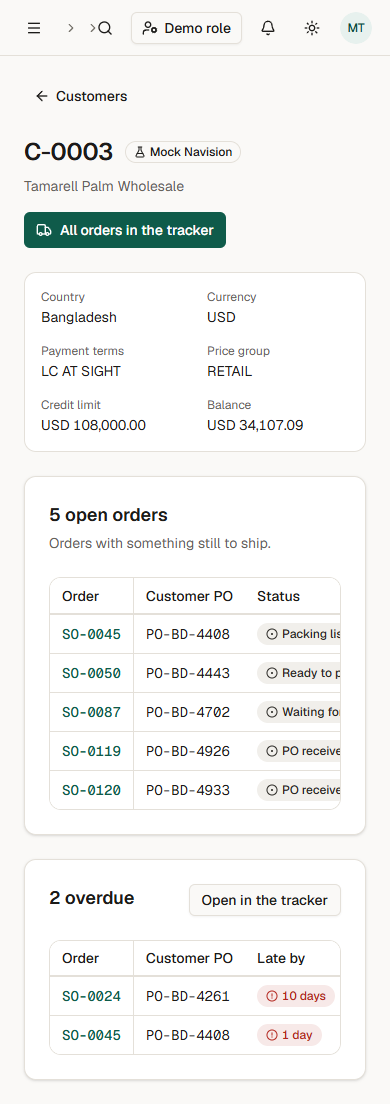 Demo role MT
Customers
C-0003 Mock Navision
Tamarell Palm Wholesale
All orders in the tracker
Country Currency
Bangladesh USD
Payment terms Price group
LC AT SIGHT RETAIL
Credit limit Balance
USD 108,000.00 USD 34,107.09
5 open orders
Orders with something still to ship.
Order Customer PO Status
SO-0045 PO-BD-4408 Packing
SO-0050 PO-BD-4443 Ready to
SO-0087 PO-BD-4702 Waiting
SO-0119 PO-BD-4926 PO
SO-0120 PO-BD-4933 PO
2 overdue Open in the tracker
Order Customer PO Late by
SO-0024 PO-BD-4261 10 days
SO-0045 PO-BD-4408 1 day